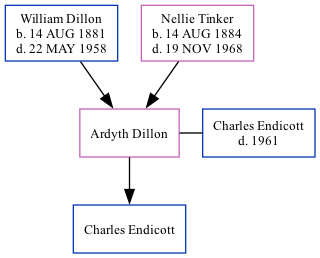 William Dillon
b. 14 AUG 1881
d. 22 MAY 1958
Nellie Tinker
b. 14 AUG 1884
d. 19 NOV 1968
Ardyth Dillon
Charles Endicott
d. 1961
Charles Endicott